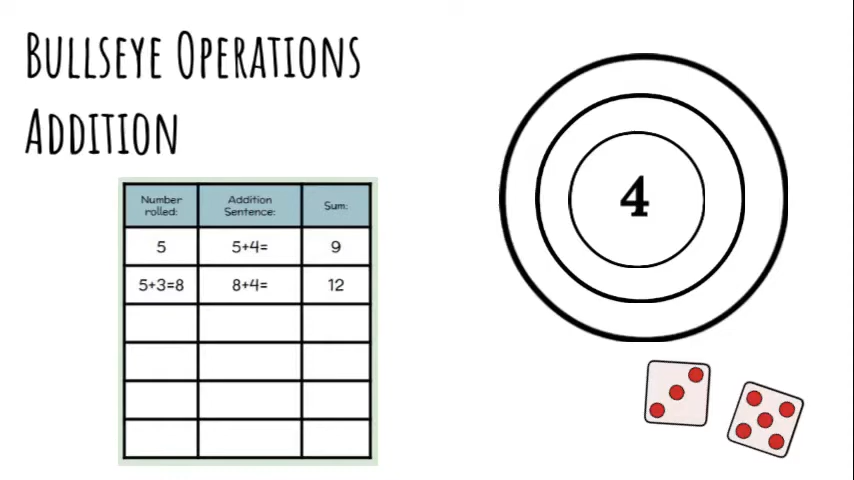 Bullseye Operations
Addition
Number rolled: Addition Sentence: Sum:
5 5+4= 9
5+3=8 8+4= 12
4